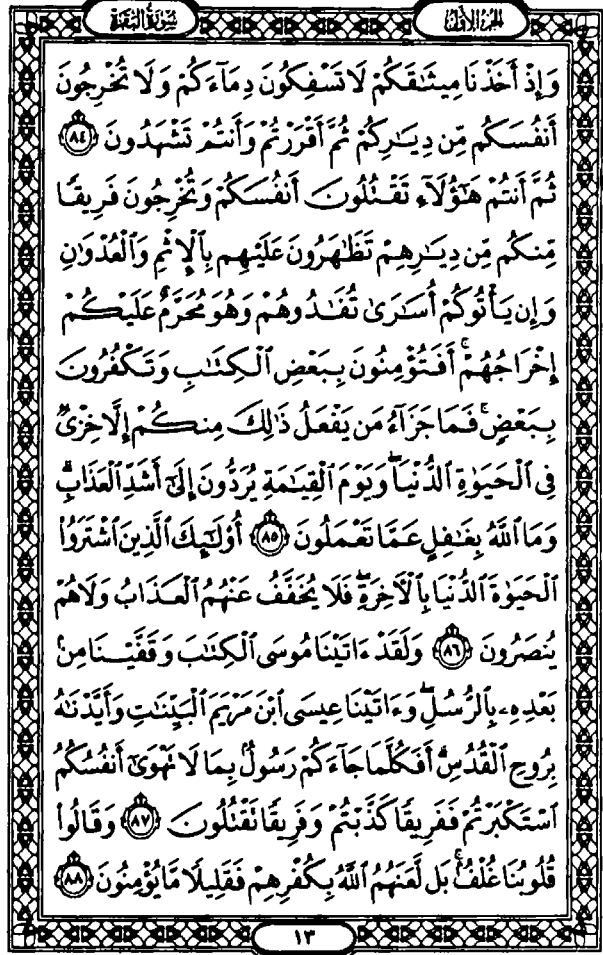 الجزء الأول
سورة البقرة
وَإِذْ أَخَذْنَا مِيثَٰقَكُمْ لَا تَسْفِكُونَ دِمَآءَكُمْ وَلَا تُخْرِجُونَ
أَنفُسَكُم مِّن دِيَٰرِكُمْ ثُمَّ أَقْرَرْتُمْ وَأَنتُمْ تَشْهَدُونَ ٨٤
ثُمَّ أَنتُمْ هَٰٓؤُلَآءِ تَقْتُلُونَ أَنفُسَكُمْ وَتُخْرِجُونَ فَرِيقًا
مِّنكُم مِّن دِيَٰرِهِمْ تَظَٰهَرُونَ عَلَيْهِم بِٱلْإِثْمِ وَٱلْعُدْوَٰنِ
وَإِن يَأْتُوكُمْ أُسَٰرَىٰ تُفَٰدُوهُمْ وَهُوَ مُحَرَّمٌ عَلَيْكُمْ
إِخْرَاجُهُمْ ۚ أَفَتُؤْمِنُونَ بِبَعْضِ ٱلْكِتَٰبِ وَتَكْفُرُونَ
بِبَعْضٍ ۚ فَمَا جَزَآءُ مَن يَفْعَلُ ذَٰلِكَ مِنكُمْ إِلَّا خِزْىٌ
فِى ٱلْحَيَوٰةِ ٱلدُّنْيَا ۖ وَيَوْمَ ٱلْقِيَٰمَةِ يُرَدُّونَ إِلَىٰٓ أَشَدِّ ٱلْعَذَابِ ۗ
وَمَا ٱللَّهُ بِغَٰفِلٍ عَمَّا تَعْمَلُونَ ٨٥ أُو۟لَٰٓئِكَ ٱلَّذِينَ ٱشْتَرَوُا۟
ٱلْحَيَوٰةَ ٱلدُّنْيَا بِٱلْءَاخِرَةِ ۖ فَلَا يُخَفَّفُ عَنْهُمُ ٱلْعَذَابُ وَلَا هُمْ
يُنصَرُونَ ٨٦ وَلَقَدْ ءَاتَيْنَا مُوسَى ٱلْكِتَٰبَ وَقَفَّيْنَا مِنۢ
بَعْدِهِۦ بِٱلرُّسُلِ ۖ وَءَاتَيْنَا عِيسَى ٱبْنَ مَرْيَمَ ٱلْبَيِّنَٰتِ وَأَيَّدْنَٰهُ
بِرُوحِ ٱلْقُدُسِ ۗ أَفَكُلَّمَا جَآءَكُمْ رَسُولٌۢ بِمَا لَا تَهْوَىٰٓ أَنفُسُكُمُ
ٱسْتَكْبَرْتُمْ فَفَرِيقًا كَذَّبْتُمْ وَفَرِيقًا تَقْتُلُونَ ٨٧ وَقَالُوا۟
قُلُوبُنَا غُلْفٌۢ ۚ بَل لَّعَنَهُمُ ٱللَّهُ بِكُفْرِهِمْ فَقَلِيلًا مَّا يُؤْمِنُونَ ٨٨
١٣